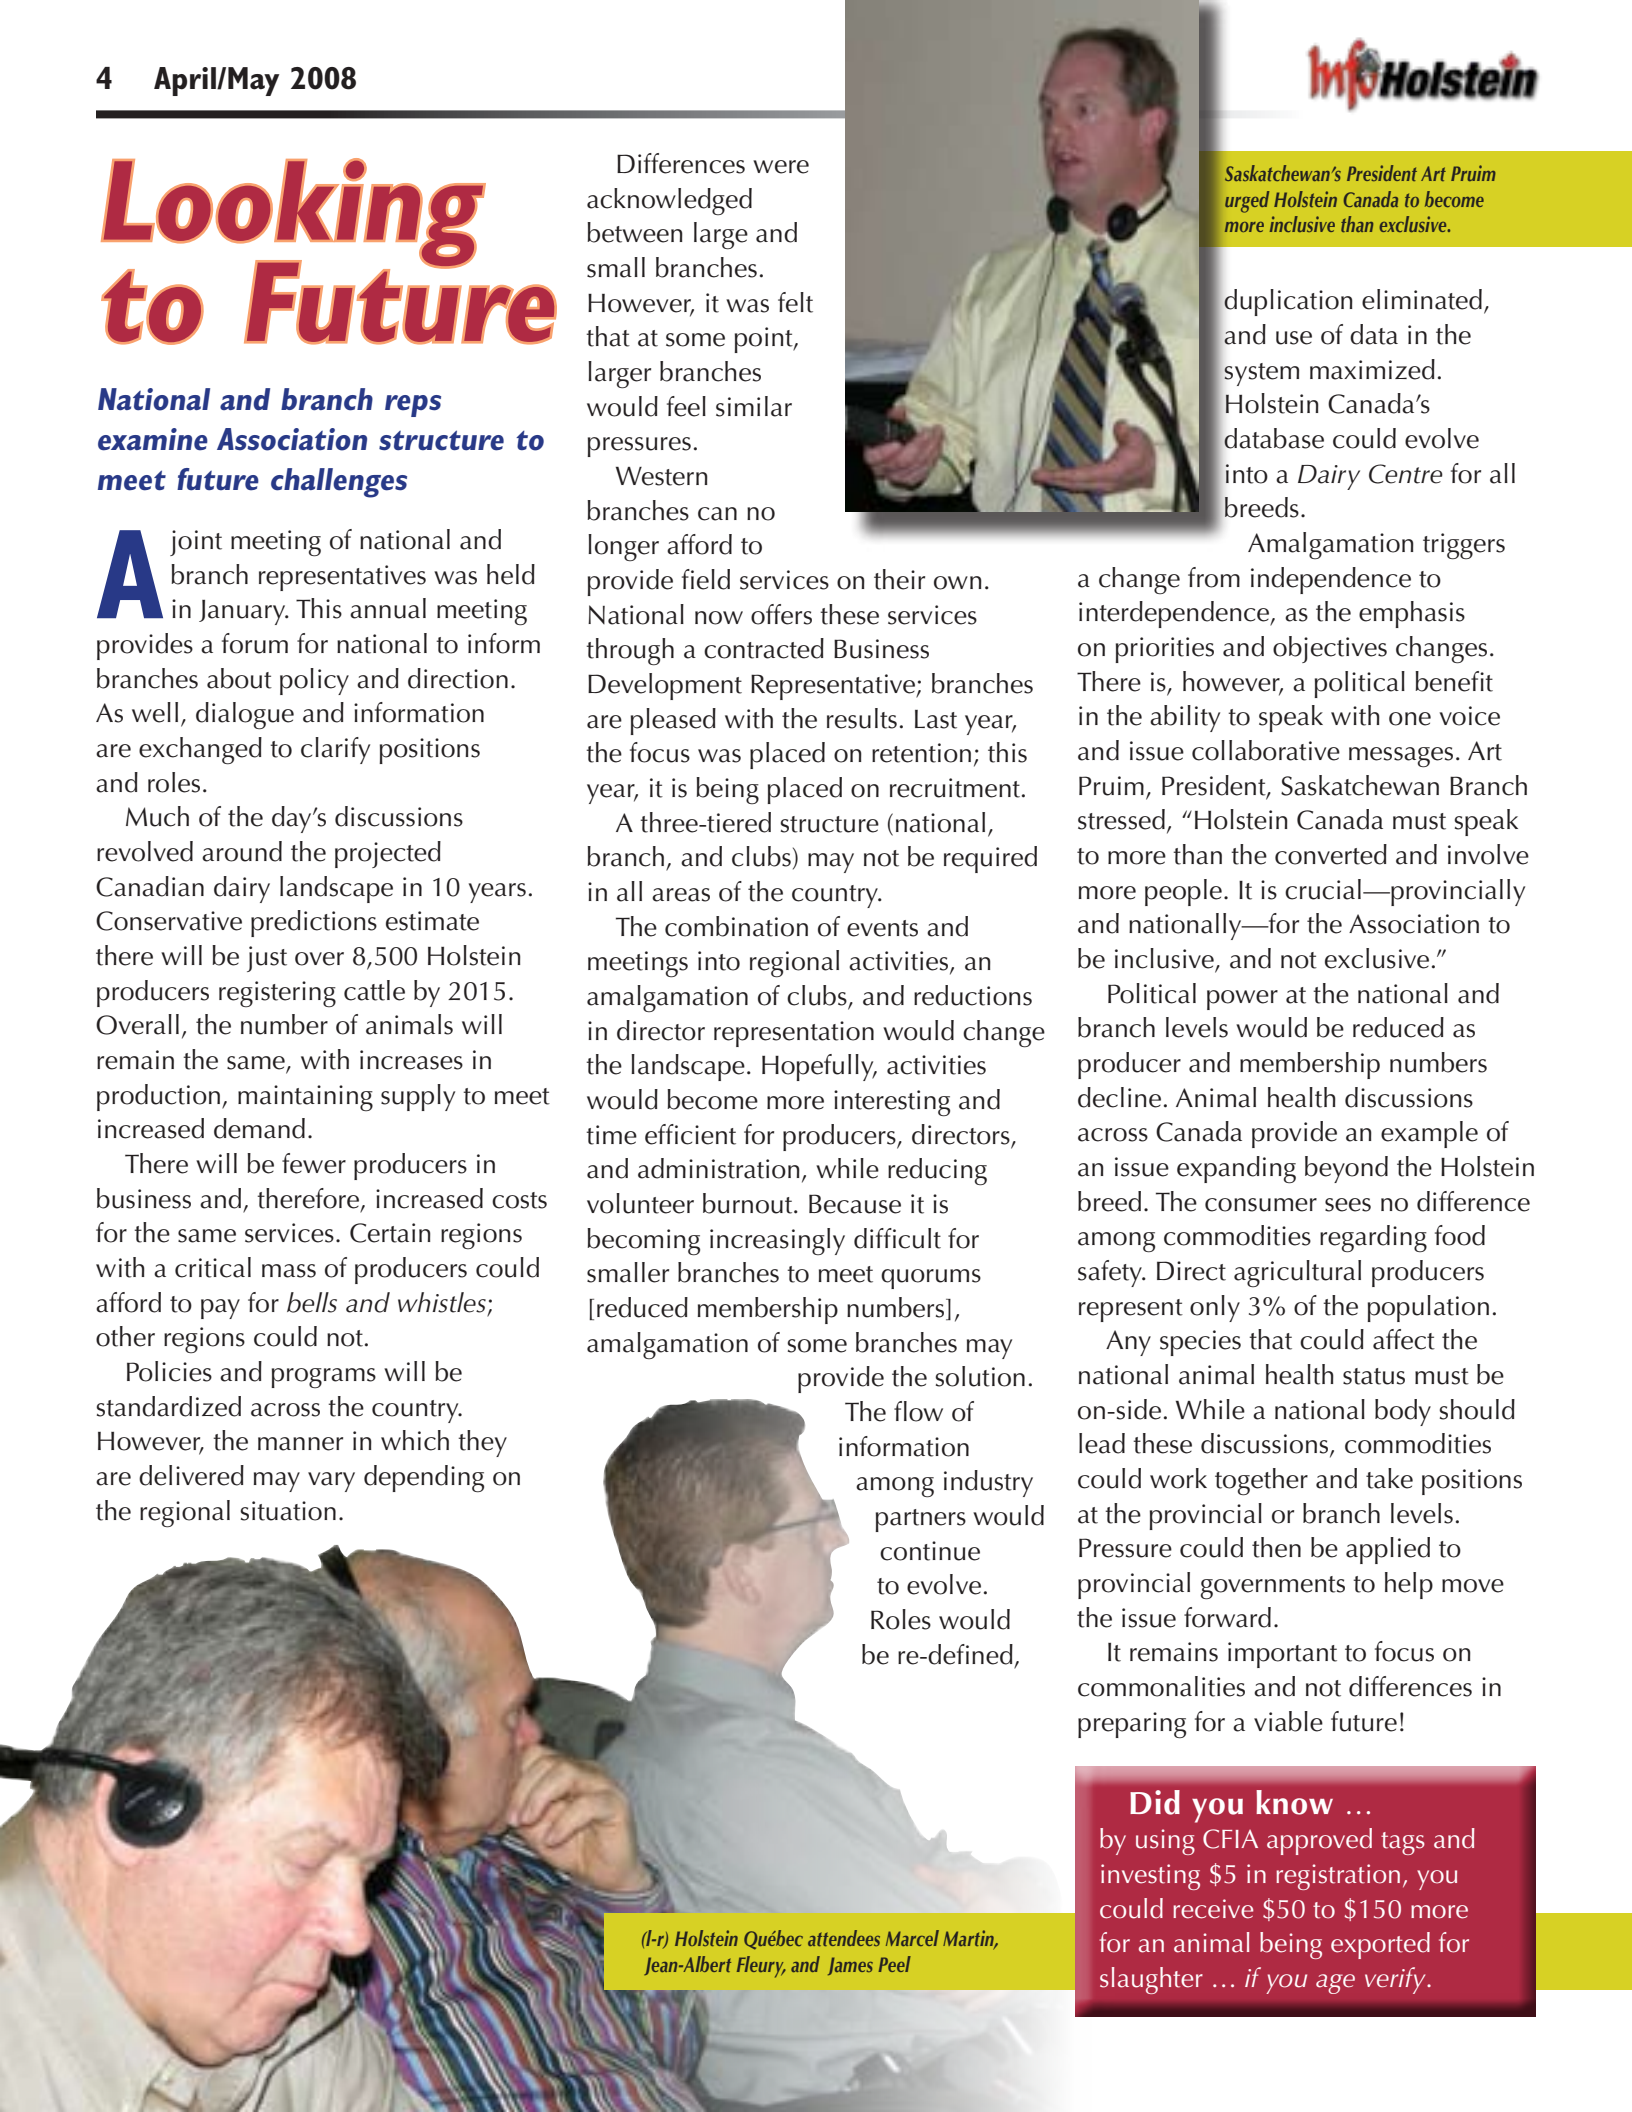 4 April/May 2008
InfoHolstein
Looking
to Future
National and branch reps
examine Association structure to
meet future challenges
A joint meeting of national and
branch representatives was held
in January. This annual meeting
provides a forum for national to inform
branches about policy and direction.
As well, dialogue and information
are exchanged to clarify positions
and roles.
Much of the day’s discussions
revolved around the projected
Canadian dairy landscape in 10 years.
Conservative predictions estimate
there will be just over 8,500 Holstein
producers registering cattle by 2015.
Overall, the number of animals will
remain the same, with increases in
production, maintaining supply to meet
increased demand.
There will be fewer producers in
business and, therefore, increased costs
for the same services. Certain regions
with a critical mass of producers could
afford to pay for bells and whistles;
other regions could not.
Policies and programs will be
standardized across the country.
However, the manner in which they
are delivered may vary depending on
the regional situation.
Differences were
acknowledged
between large and
small branches.
However, it was felt
that at some point,
larger branches
would feel similar
pressures.
Western
branches can no
longer afford to
provide field services on their own.
National now offers these services
through a contracted Business
Development Representative; branches
are pleased with the results. Last year,
the focus was placed on retention; this
year, it is being placed on recruitment.
A three-tiered structure (national,
branch, and clubs) may not be required
in all areas of the country.
The combination of events and
meetings into regional activities, an
amalgamation of clubs, and reductions
in director representation would change
the landscape. Hopefully, activities
would become more interesting and
time efficient for producers, directors,
and administration, while reducing
volunteer burnout. Because it is
becoming increasingly difficult for
smaller branches to meet quorums
[reduced membership numbers],
amalgamation of some branches may
provide the solution.
The flow of
information
among industry
partners would
continue
to evolve.
Roles would
be re-defined,
Saskatchewan’s President Art Pruim
urged Holstein Canada to become
more inclusive than exclusive.
duplication eliminated,
and use of data in the
system maximized.
Holstein Canada’s
database could evolve
into a Dairy Centre for all
breeds.
Amalgamation triggers
a change from independence to
interdependence, as the emphasis
on priorities and objectives changes.
There is, however, a political benefit
in the ability to speak with one voice
and issue collaborative messages. Art
Pruim, President, Saskatchewan Branch
stressed, “Holstein Canada must speak
to more than the converted and involve
more people. It is crucial—provincially
and nationally—for the Association to
be inclusive, and not exclusive.”
Political power at the national and
branch levels would be reduced as
producer and membership numbers
decline. Animal health discussions
across Canada provide an example of
an issue expanding beyond the Holstein
breed. The consumer sees no difference
among commodities regarding food
safety. Direct agricultural producers
represent only 3% of the population.
Any species that could affect the
national animal health status must be
on-side. While a national body should
lead these discussions, commodities
could work together and take positions
at the provincial or branch levels.
Pressure could then be applied to
provincial governments to help move
the issue forward.
It remains important to focus on
commonalities and not differences in
preparing for a viable future!
(l-r) Holstein Québec attendees Marcel Martin,
Jean-Albert Fleury, and James Peel
Did you know …
by using CFIA approved tags and
investing $5 in registration, you
could receive $50 to $150 more
for an animal being exported for
slaughter … if you age verify.